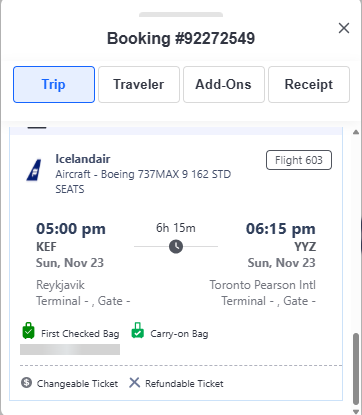 Booking #92272549
Trip
Traveler
Add-Ons
Receipt
Icelandair
Flight 603
Aircraft - Boeing 737MAX 9 162 STD
SEATS
05:00 pm
6h 15m
06:15 pm
KEF
YYZ
Sun, Nov 23
Sun, Nov 23
Reykjavik
Toronto Pearson Intl
Terminal - , Gate -
Terminal - , Gate -
First Checked Bag
Carry-on Bag
Changeable Ticket
Refundable Ticket